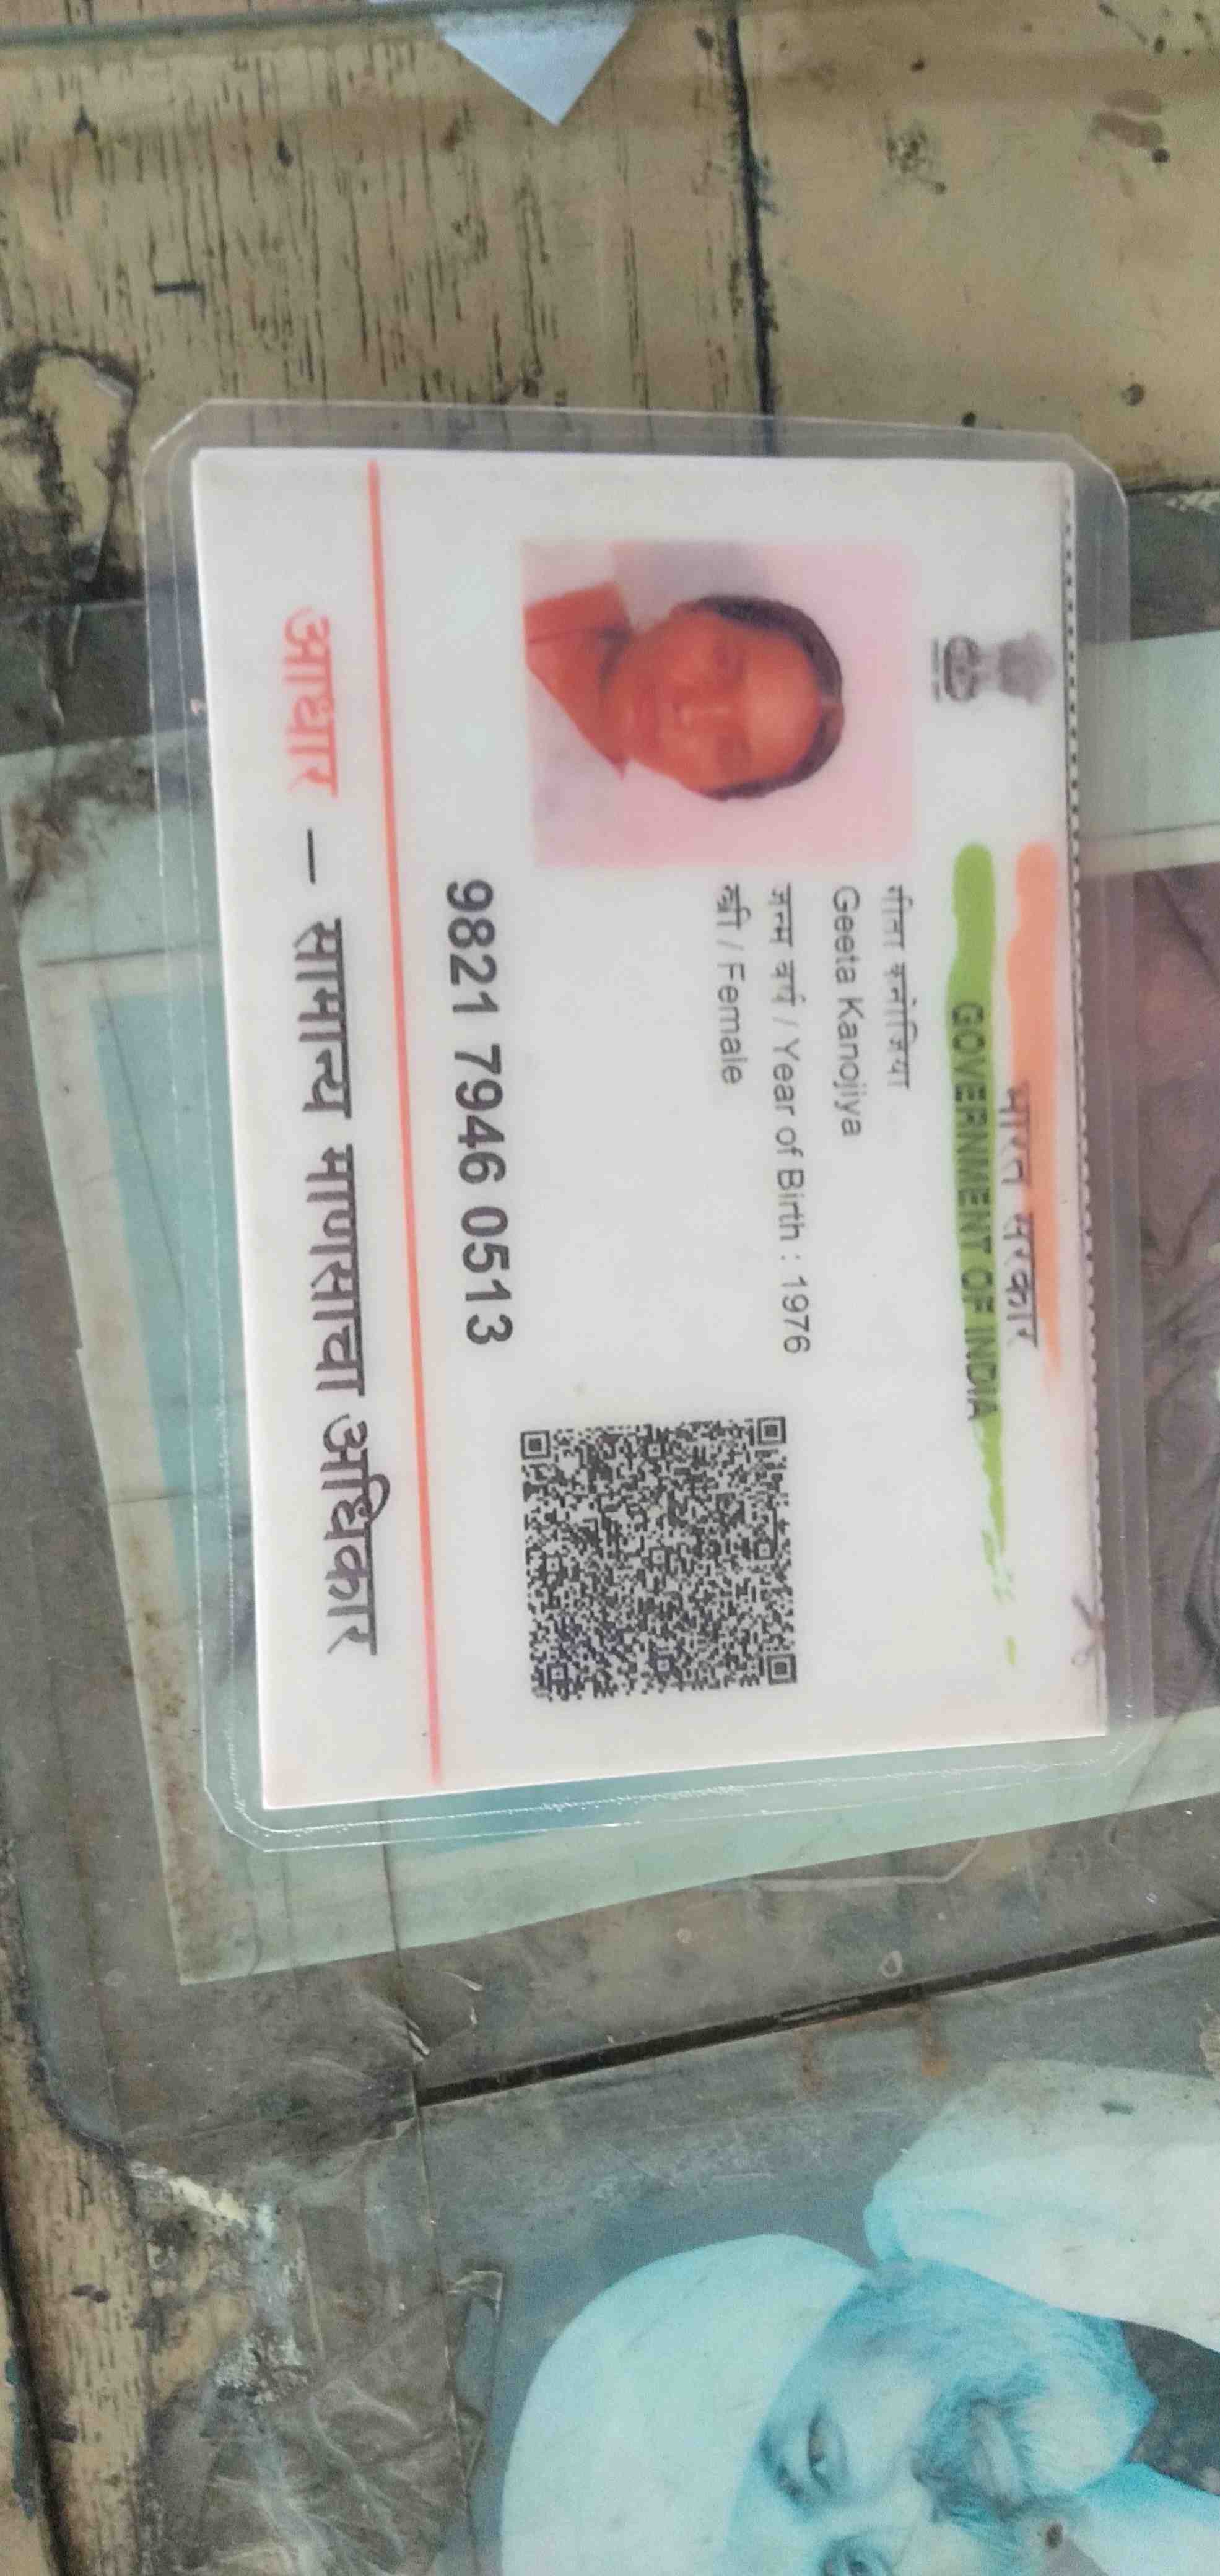 भारत सरकार
GOVERNMENT OF INDIA
गीता कनोजिया
Geeta Kanojiya
जन्म वर्ष / Year of Birth : 1976
स्त्री / Female
9821 7946 0513
आधार – सामान्य माणसाचा अधिकार